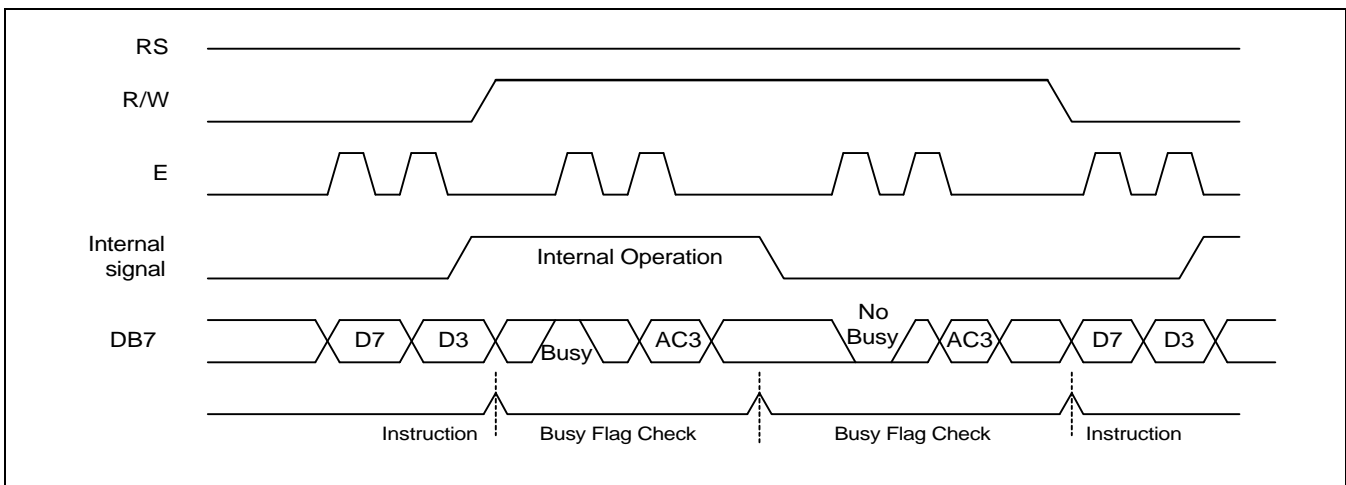 RS
R/W
E
Internal
signal
Internal Operation
DB7
D7
D3
Busy
AC3
No
Busy
AC3
D7
D3
Instruction
Busy Flag Check
Busy Flag Check
Instruction